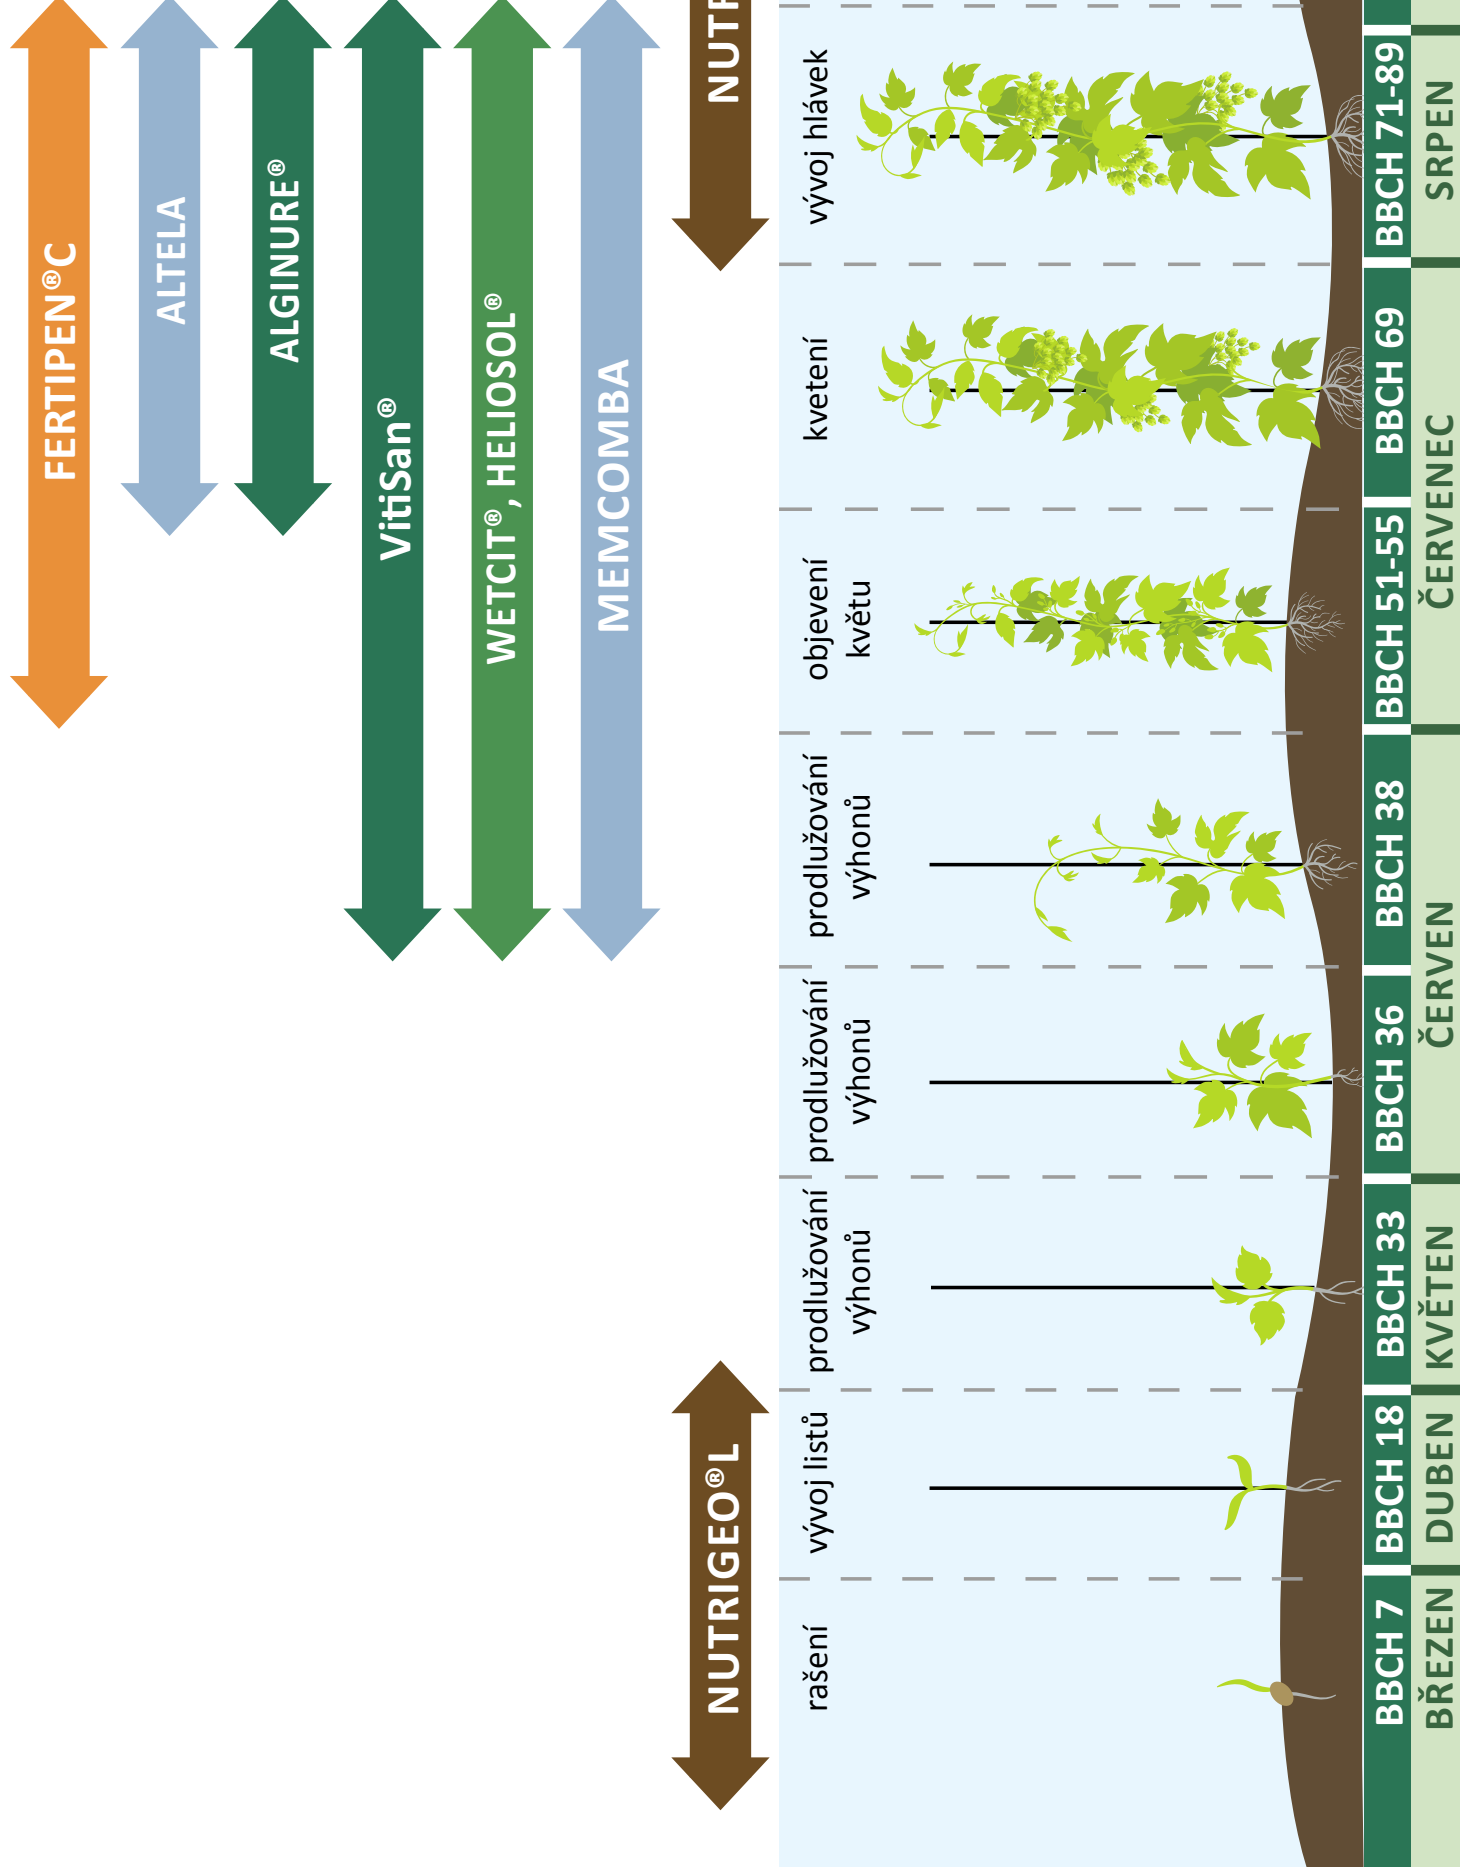 FERTIPEN®C
ALTELA
ALGINURE®
VitiSan®
WETCIT®, HELIOSOL®
MEMCOMBA
NUTRIGEO®L
NUTR
rašení
vývoj listů
prodlužování
výhonů
prodlužování
výhonů
prodlužování
výhonů
objevení
květu
kvetení
vývoj hlávek
BBCH 7
BBCH 18
BBCH 33
BBCH 36
BBCH 38
BBCH 51-55
BBCH 69
BBCH 71-89
BŘEZEN
DUBEN
KVĚTEN
ČERVEN
ČERVENEC
SRPEN